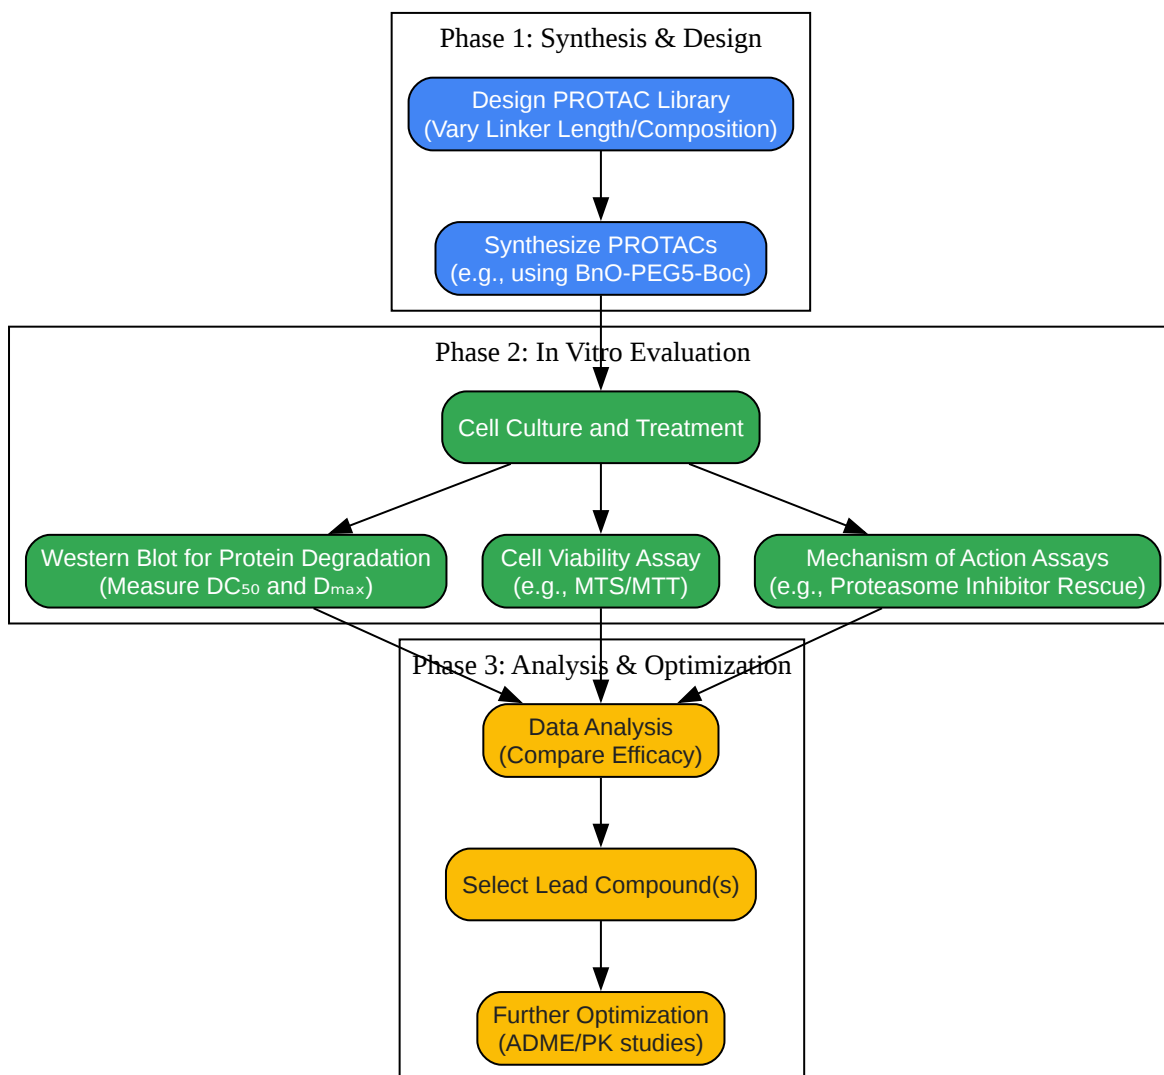 Phase 1: Synthesis & Design
Design PROTAC Library
(Vary Linker Length/Composition)
Synthesize PROTACs
(e.g., using BnO-PEG5-Boc)
Phase 2: In Vitro Evaluation
Cell Culture and Treatment
Western Blot for Protein Degradation
(Measure DC₅₀ and Dₘₐₓ)
Cell Viability Assay
(e.g., MTS/MTT)
Mechanism of Action Assays
(e.g., Proteasome Inhibitor Rescue)
Phase 3: Analysis & Optimization
Data Analysis
(Compare Efficacy)
Select Lead Compound(s)
Further Optimization
(ADME/PK studies)